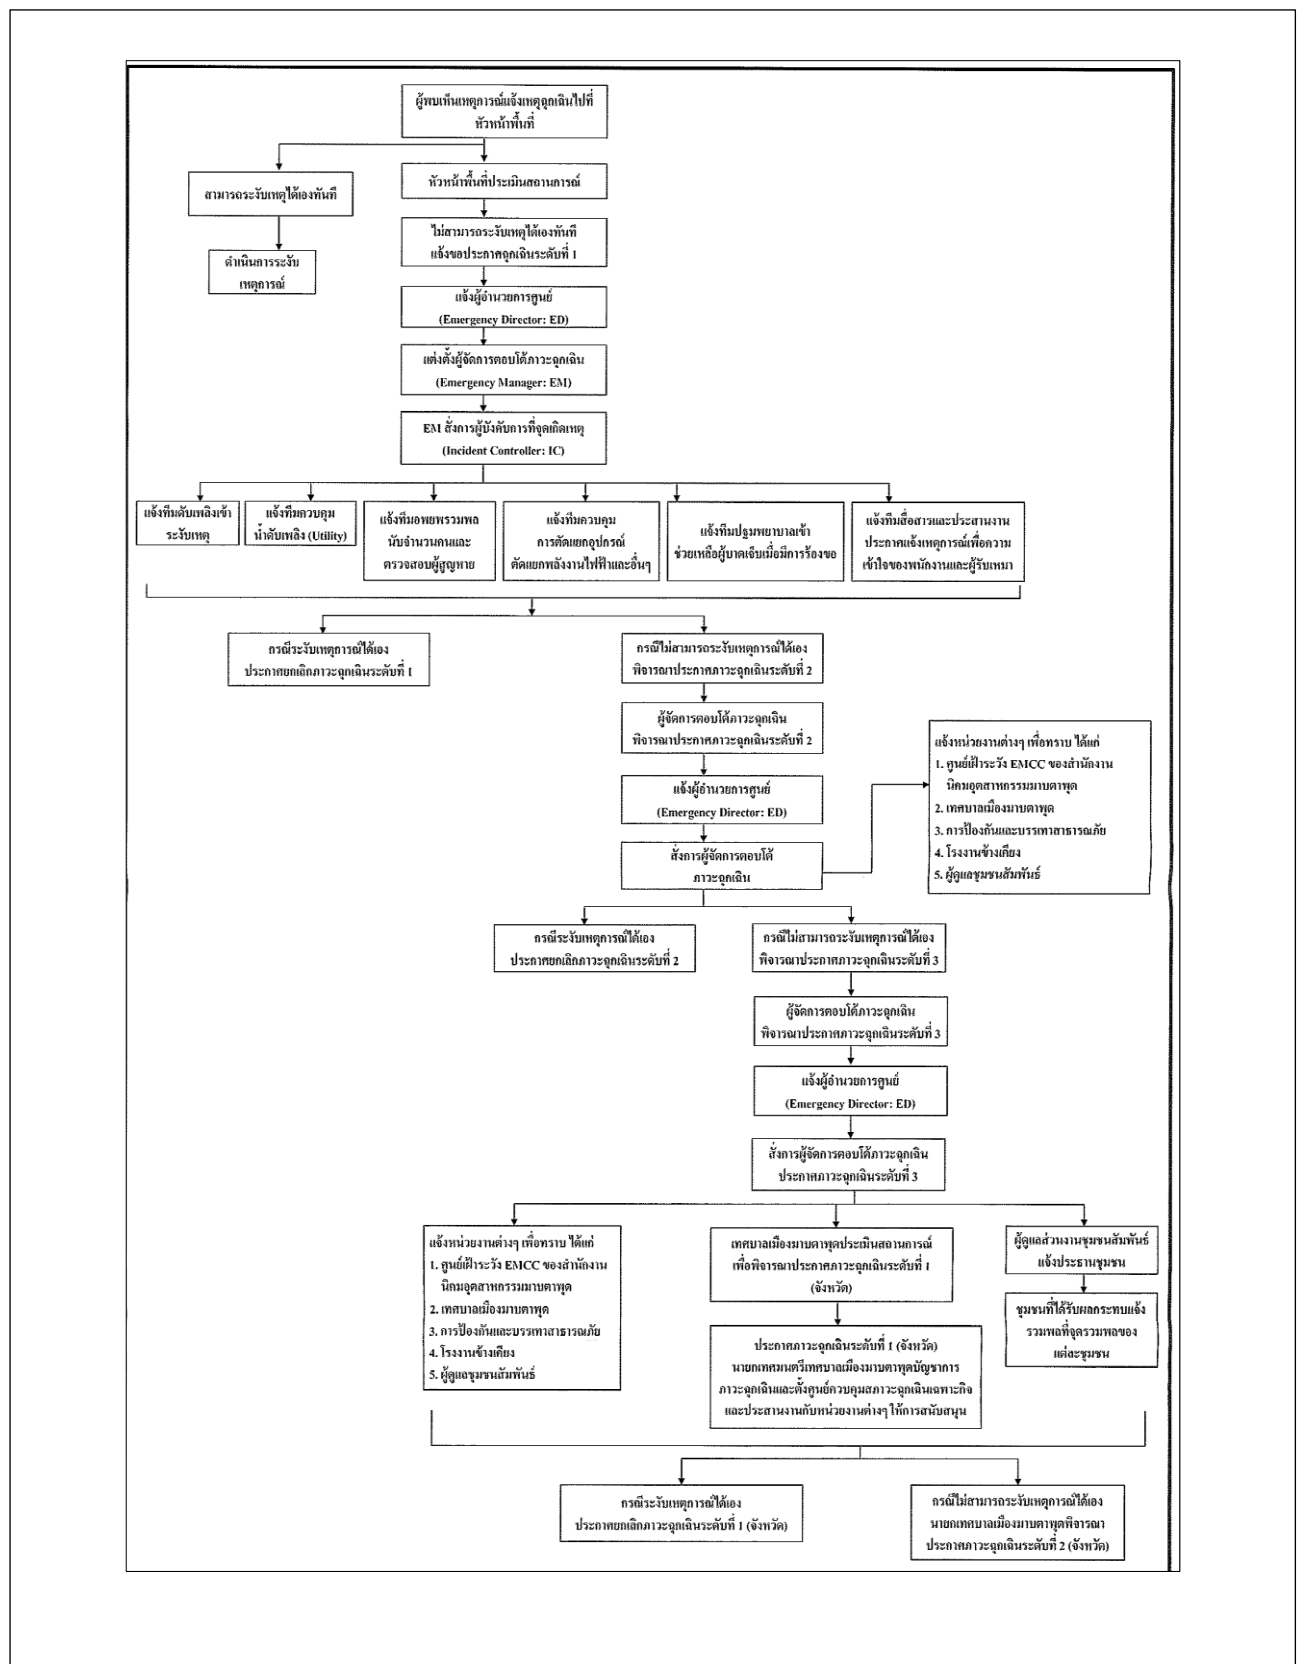 ผู้พบเห็นเหตุการณ์แจ้งเหตุฉุกเฉินไปที่
หัวหน้าพื้นที่
สามารถระงับเหตุได้เองทันที
หัวหน้าพื้นที่ประเมินสถานการณ์
ไม่สามารถระงับเหตุได้เองทันที
แจ้งขอประกาศฉุกเฉินระดับที่ 1
ดำเนินการระงับ
เหตุการณ์
แจ้งผู้อำนวยการศูนย์
(Emergency Director: ED)
แต่งตั้งผู้จัดการตอบโต้ภาวะฉุกเฉิน
(Emergency Manager: EM)
EM สั่งการผู้บังคับการที่จุดเกิดเหตุ
(Incident Controller: IC)
แจ้งทีมดับเพลิงเข้า
ระงับเหตุ
แจ้งทีมควบคุม
น้ำดับเพลิง (Utility)
แจ้งทีมอพยพรวมพล
นับจำนวนคนและ
ตรวจสอบผู้สูญหาย
แจ้งทีมควบคุม
การตัดแยกอุปกรณ์
ตัดแยกพลังงานไฟฟ้าและอื่นๆ
แจ้งทีมปฐมพยาบาลเข้า
ช่วยเหลือผู้บาดเจ็บเมื่อมีการร้องขอ
แจ้งทีมสื่อสารและประสานงาน
ประกาศแจ้งเหตุการณ์เพื่อความ
เข้าใจของพนักงานและผู้รับเหมา
กรณีระงับเหตุการณ์ได้เอง
ประกาศยกเลิกภาวะฉุกเฉินระดับที่ 1
กรณีไม่สามารถระงับเหตุการณ์ได้เอง
พิจารณาประกาศภาวะฉุกเฉินระดับที่ 2
ผู้จัดการตอบโต้ภาวะฉุกเฉิน
พิจารณาประกาศภาวะฉุกเฉินระดับที่ 2
แจ้งผู้อำนวยการศูนย์
(Emergency Director: ED)
สั่งการผู้จัดการตอบโต้
ภาวะฉุกเฉิน
แจ้งหน่วยงานต่างๆ เพื่อทราบ ได้แก่
1. ศูนย์เฝ้าระวัง EMCC ของสำนักงาน
นิคมอุตสาหกรรมมาบตาพุด
2. เทศบาลเมืองมาบตาพุด
3. การป้องกันและบรรเทาสาธารณภัย
4. โรงงานข้างเคียง
5. ผู้ดูแลชุมชนสัมพันธ์
กรณีระงับเหตุการณ์ได้เอง
ประกาศยกเลิกภาวะฉุกเฉินระดับที่ 2
กรณีไม่สามารถระงับเหตุการณ์ได้เอง
พิจารณาประกาศภาวะฉุกเฉินระดับที่ 3
ผู้จัดการตอบโต้ภาวะฉุกเฉิน
พิจารณาประกาศภาวะฉุกเฉินระดับที่ 3
แจ้งผู้อำนวยการศูนย์
(Emergency Director: ED)
สั่งการผู้จัดการตอบโต้ภาวะฉุกเฉิน
ประกาศภาวะฉุกเฉินระดับที่ 3
แจ้งหน่วยงานต่างๆ เพื่อทราบ ได้แก่
1. ศูนย์เฝ้าระวัง EMCC ของสำนักงาน
นิคมอุตสาหกรรมมาบตาพุด
2. เทศบาลเมืองมาบตาพุด
3. การป้องกันและบรรเทาสาธารณภัย
4. โรงงานข้างเคียง
5. ผู้ดูแลชุมชนสัมพันธ์
เทศบาลเมืองมาบตาพุดประเมินสถานการณ์
เพื่อพิจารณาประกาศภาวะฉุกเฉินระดับที่ 1
(จังหวัด)
ประกาศภาวะฉุกเฉินระดับที่ 1 (จังหวัด)
นายกเทศมนตรีเทศบาลเมืองมาบตาพุดบัญชาการ
ภาวะฉุกเฉินและตั้งศูนย์ควบคุมสภาวะฉุกเฉินเฉพาะกิจ
และประสานงานกับหน่วยงานต่างๆ ให้การสนับสนุน
ผู้ดูแลส่วนงานชุมชนสัมพันธ์
แจ้งประธานชุมชน
ชุมชนที่ได้รับผลกระทบแจ้ง
รวมพลที่จุดรวมพลของ
แต่ละชุมชน
กรณีระงับเหตุการณ์ได้เอง
ประกาศยกเลิกภาวะฉุกเฉินระดับที่ 1 (จังหวัด)
กรณีไม่สามารถระงับเหตุการณ์ได้เอง
นายกเทศบาลเมืองมาบตาพุดพิจารณา
ประกาศภาวะฉุกเฉินระดับที่ 2 (จังหวัด)